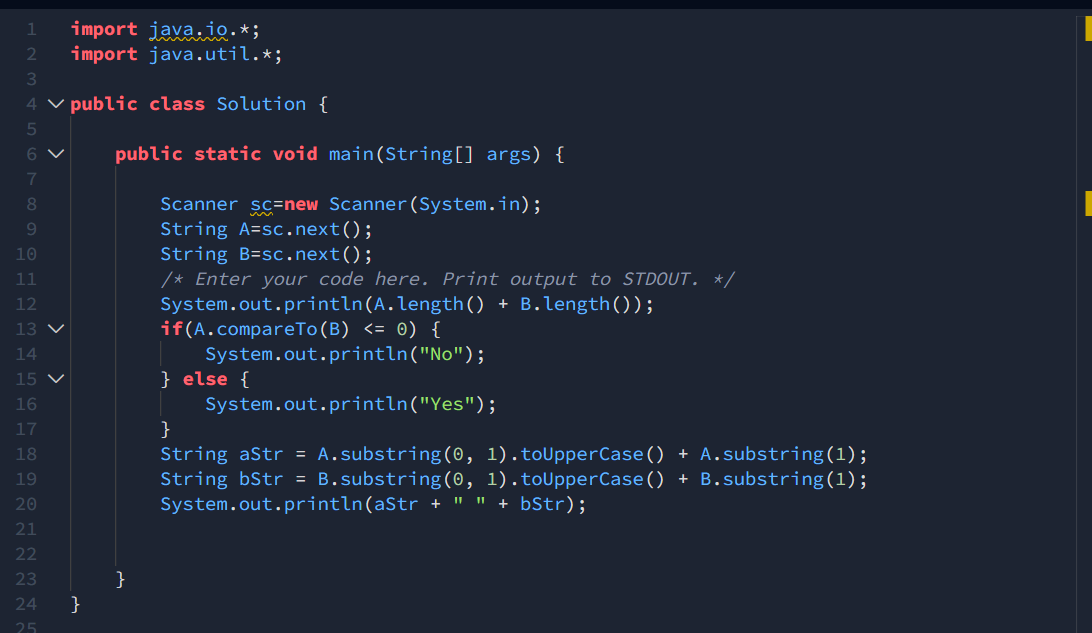 1 import java.io.*;
2 import java.util.*;
3
4 public class Solution {
5
6     public static void main(String[] args) {
7
8         Scanner sc=new Scanner(System.in);
9         String A=sc.next();
10         String B=sc.next();
11         /* Enter your code here. Print output to STDOUT. */
12         System.out.println(A.length() + B.length());
13         if(A.compareTo(B) <= 0) {
14             System.out.println("No");
15         } else {
16             System.out.println("Yes");
17         }
18         String aStr = A.substring(0, 1).toUpperCase() + A.substring(1);
19         String bStr = B.substring(0, 1).toUpperCase() + B.substring(1);
20         System.out.println(aStr + " " + bStr);
21
22
23     }
24 }
25